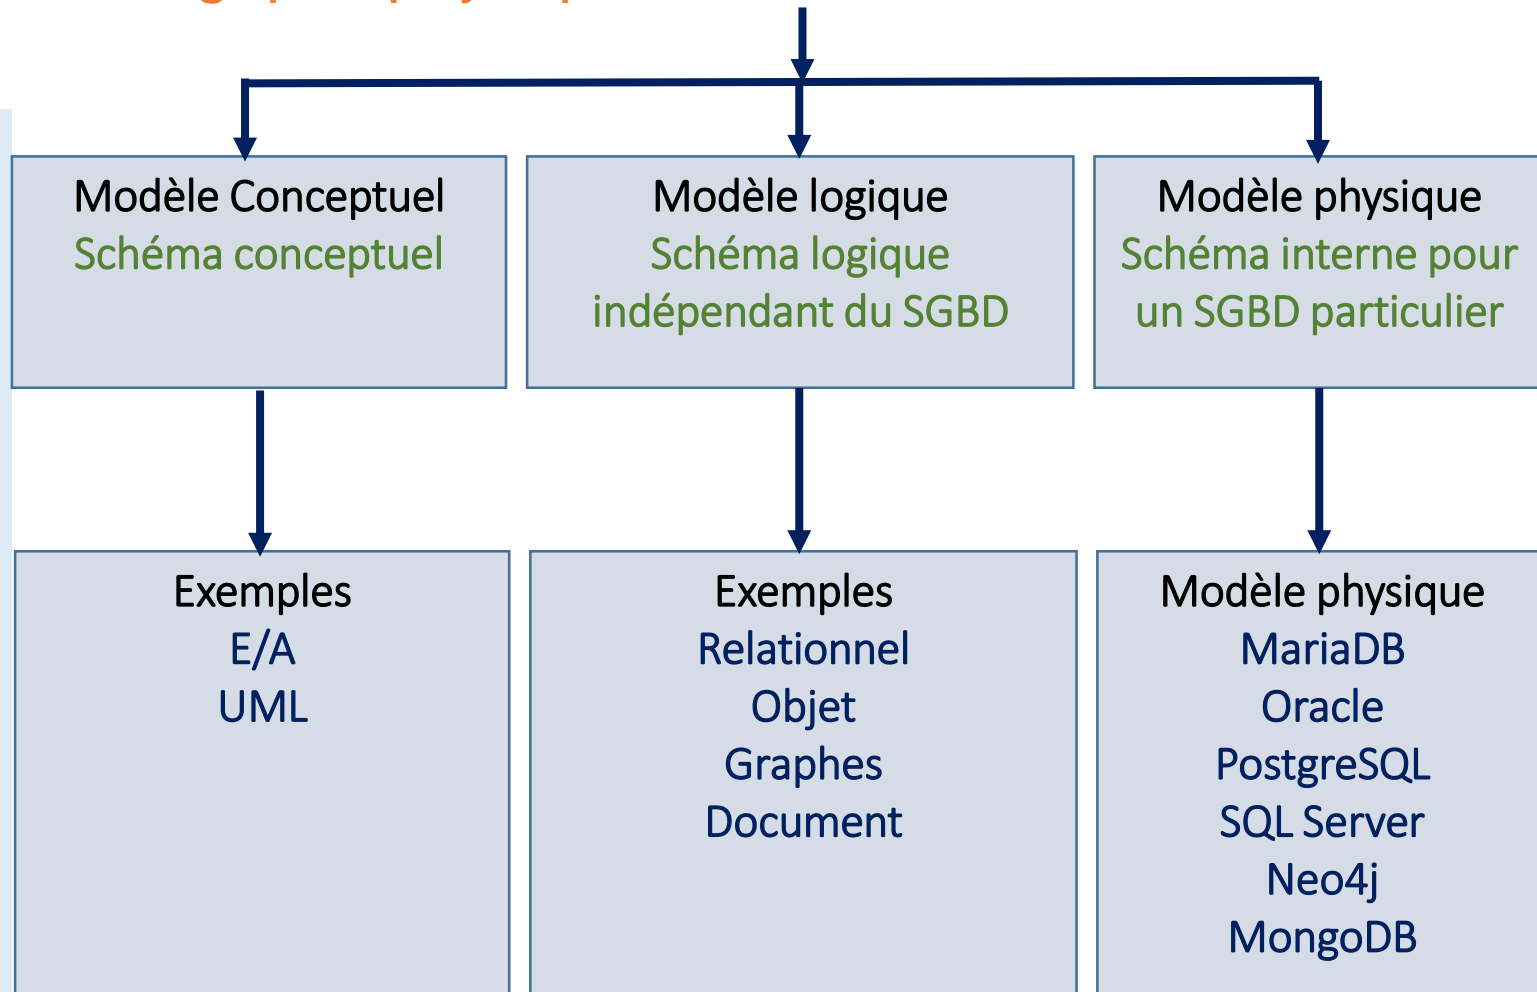 Modèle Conceptuel
Schéma conceptuel
Modèle logique
Schéma logique
indépendant du SGBD
Modèle physique
Schéma interne pour
un SGBD particulier
Exemples
E/A
UML
Exemples
Relationnel
Objet
Graphes
Document
Modèle physique
MariaDB
Oracle
PostgreSQL
SQL Server
Neo4j
MongoDB